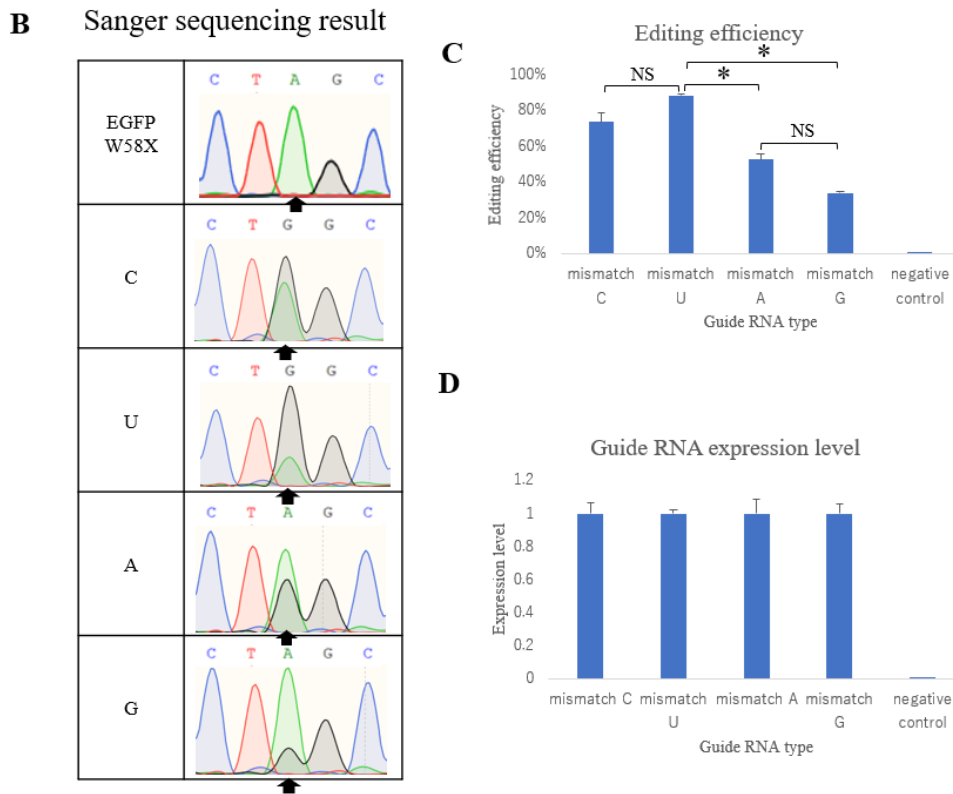 B
Sanger sequencing result
EGFP
W58X
C T A G C
C
C T G G C
U
C T G G C
A
C T A G C
G
C T A G C
C
Editing efficiency
Editing efficiency
100%
80%
60%
40%
20%
0%
NS
*
*
NS
mismatch mismatch mismatch mismatch negative
C U A G control
Guide RNA type
D
Guide RNA expression level
Expression level
1.2
1
0.8
0.6
0.4
0.2
0
mismatch C mismatch mismatch A mismatch negative
U G control
Guide RNA type